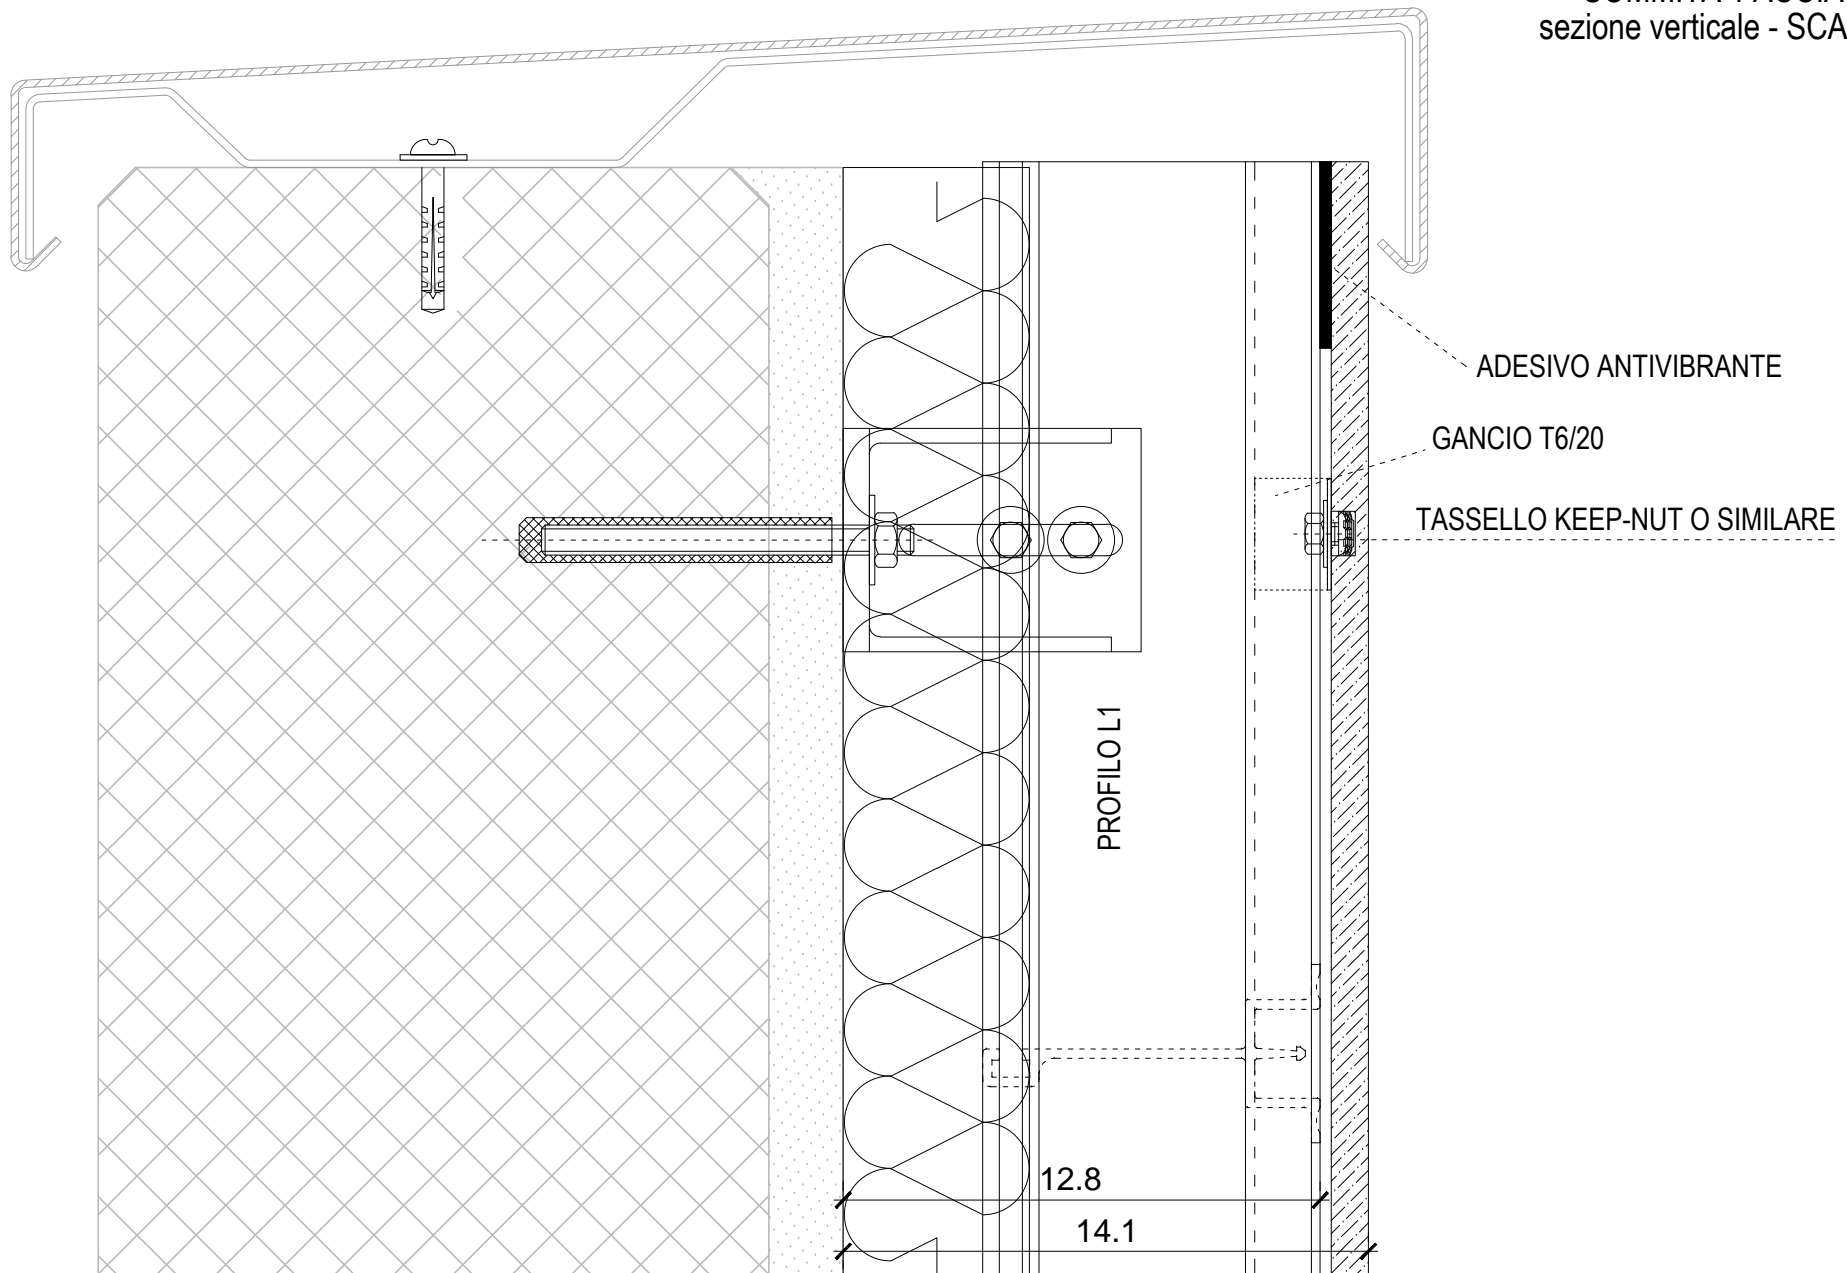 sezione verticale - SCA
ADESIVO ANTIVIBRANTE
GANCIO T6/20
TASSELLO KEEP-NUT O SIMILARE
PROFILO L1
12.8
14.1